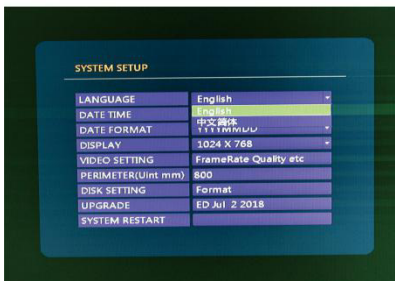 SYSTEM SETUP
LANGUAGE English
English
DATE TIME
中文简体
DATE FORMAT YYYYMMDD
DISPLAY 1024 X 768
VIDEO SETTING FrameRate Quality etc
PERIMETER(Uint mm) 800
DISK SETTING Format
UPGRADE ED Jul 2 2018
SYSTEM RESTART